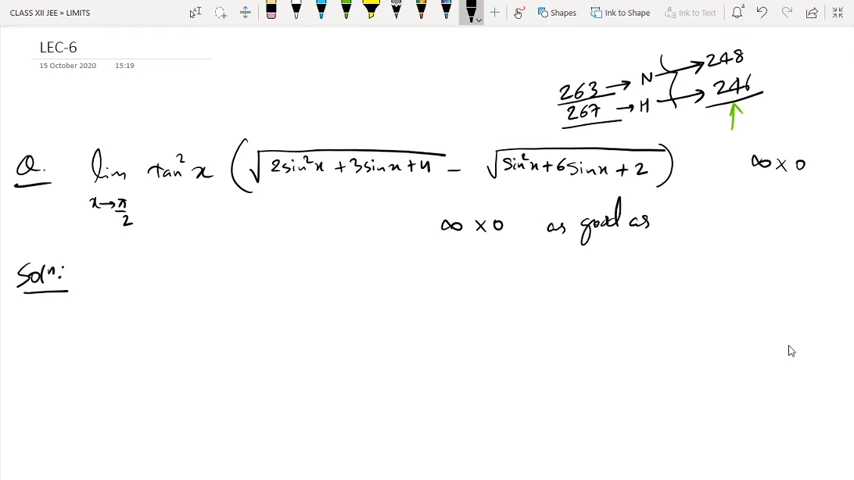 CLASS XII JEE » LIMITS
Shapes Ink to Shape Ink to Text
LEC-6
15 October 2020 15:19
263 → N → 248
267 → H → 246
Q. lim x→π/2 tan²x (√(2sin²x + 3sinx + 4) − √(sin²x + 6sinx + 2)) ∞ × 0
∞ × 0 as good as
Soln: